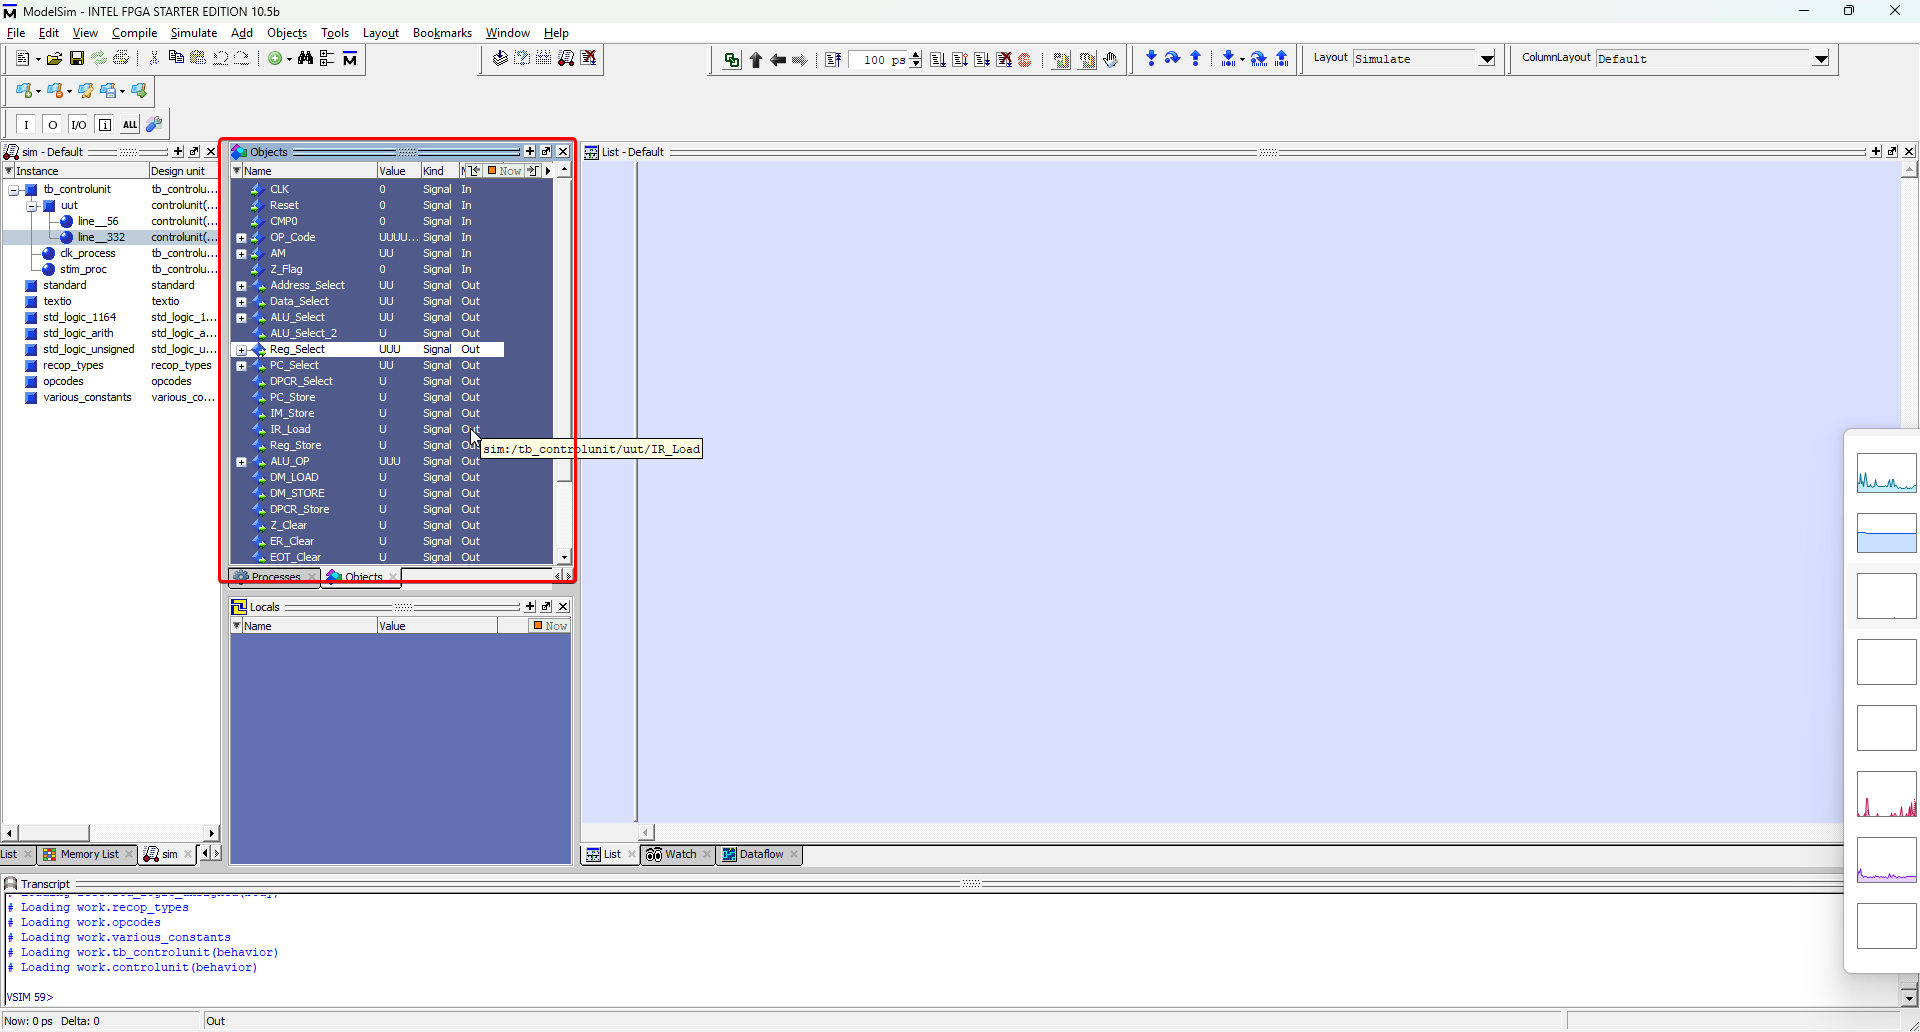 ModelSim - INTEL FPGA STARTER EDITION 10.5b
File Edit View Compile Simulate Add Objects Tools Layout Bookmarks Window Help
100 ps
Layout Simulate
ColumnLayout Default
I O I/O i ALL
sim - Default
Instance Design unit
tb_controlunit tb_controlu...
uut controlunit(...
line__56 controlunit(...
line__332 controlunit(...
clk_process tb_controlu...
stim_proc tb_controlu...
standard standard
textio textio
std_logic_1164 std_logic_1...
std_logic_arith std_logic_a...
std_logic_unsigned std_logic_u...
recop_types recop_types
opcodes opcodes
various_constants various_co...
List Memory List sim
Objects
Name Value Kind Now
CLK 0 Signal In
Reset 0 Signal In
CMP0 0 Signal In
OP_Code UUUU... Signal In
AM UU Signal In
Z_Flag 0 Signal In
Address_Select UU Signal Out
Data_Select UU Signal Out
ALU_Select UU Signal Out
ALU_Select_2 U Signal Out
Reg_Select UUU Signal Out
PC_Select UU Signal Out
DPCR_Select U Signal Out
PC_Store U Signal Out
IM_Store U Signal Out
IR_Load U Signal Out
Reg_Store U Signal Out
sim:/tb_controlunit/uut/IR_Load
ALU_OP UUU Signal Out
DM_LOAD U Signal Out
DM_STORE U Signal Out
DPCR_Store U Signal Out
Z_Clear U Signal Out
ER_Clear U Signal Out
EOT_Clear U Signal Out
Processes Objects
Locals
Name Value Now
List - Default
List Watch Dataflow
Transcript
# Loading work.recop_types
# Loading work.opcodes
# Loading work.various_constants
# Loading work.tb_controlunit(behavior)
# Loading work.controlunit(behavior)
VSIM 59>
Now: 0 ps Delta: 0 Out